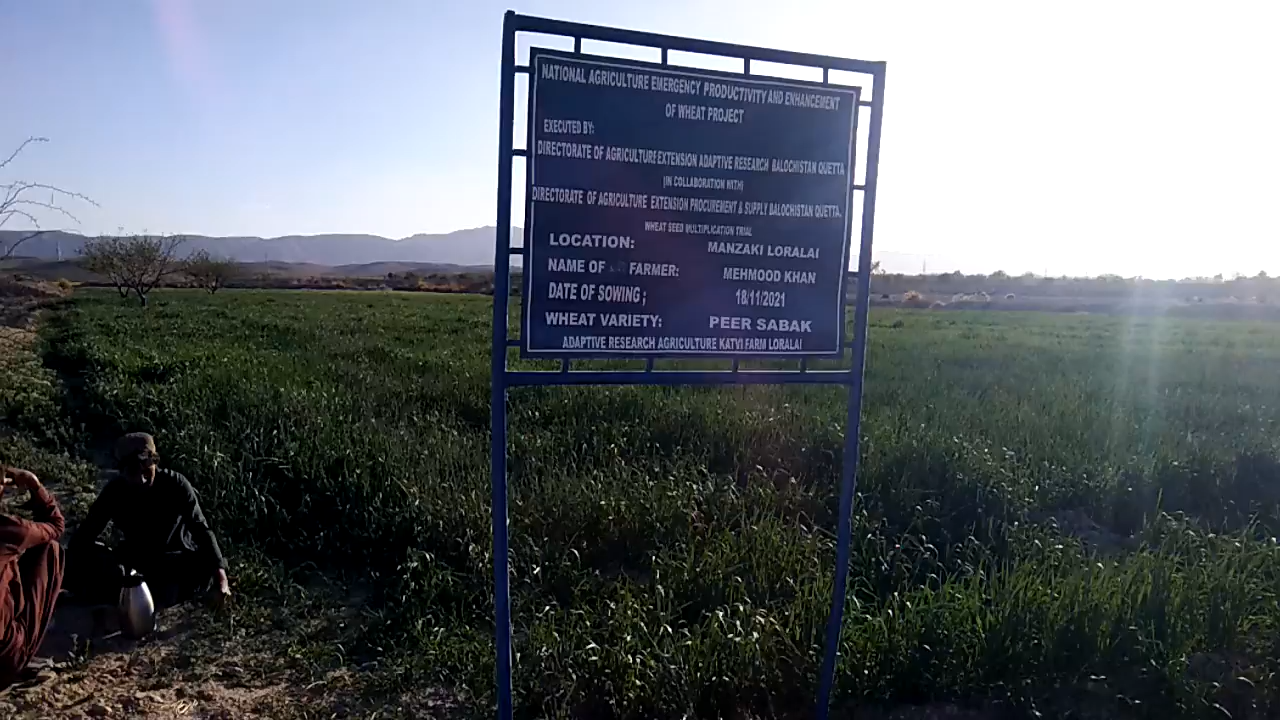 NATIONAL AGRICULTURE EMERGENCY PRODUCTIVITY AND ENHANCEMENT
OF WHEAT PROJECT
EXECUTED BY:
DIRECTORATE OF AGRICULTURE EXTENSION ADAPTIVE RESEARCH BALOCHISTAN QUETTA
(IN COLLABORATION WITH)
DIRECTORATE OF AGRICULTURE EXTENSION PROCUREMENT & SUPPLY BALOCHISTAN QUETTA.
WHEAT SEED MULTIPLICATION TRIAL
LOCATION: MANZAKI LORALAI
NAME OF FARMER: MEHMOOD KHAN
DATE OF SOWING; 18/11/2021
WHEAT VARIETY: PEER SABAK
ADAPTIVE RESEARCH AGRICULTURE KATVI FARM LORALAI